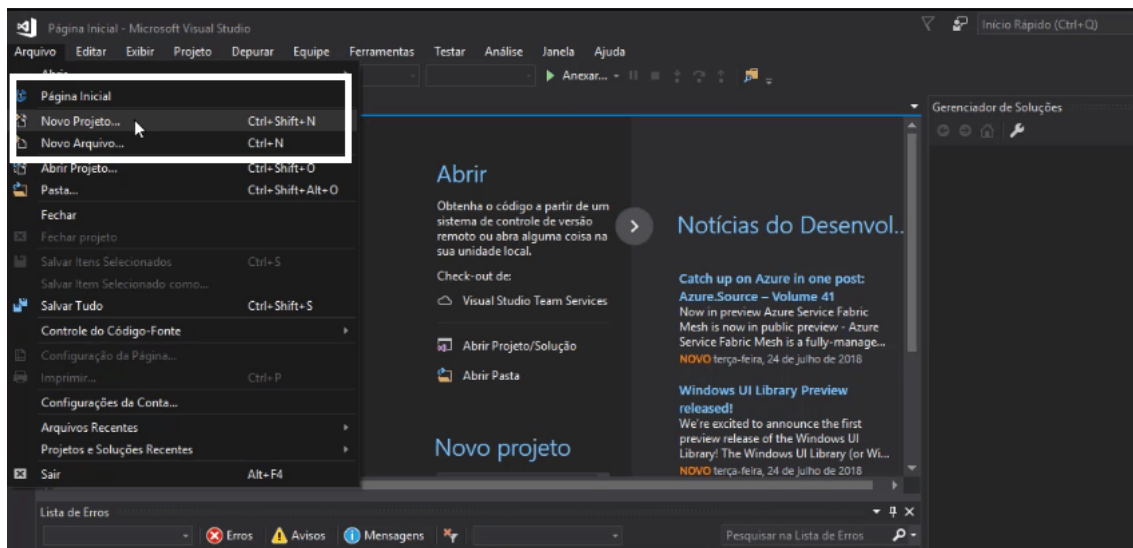 Página Inicial - Microsoft Visual Studio
Início Rápido (Ctrl+Q)
Arquivo Editar Exibir Projeto Depurar Equipe Ferramentas Testar Análise Janela Ajuda
Anexar...
Página Inicial
Novo Projeto... Ctrl+Shift+N
Novo Arquivo... Ctrl+N
Abrir Projeto... Ctrl+Shift+O
Pasta... Ctrl+Shift+Alt+O
Fechar
Fechar projeto
Salvar Itens Selecionados Ctrl+S
Salvar Item Selecionado como...
Salvar Tudo Ctrl+Shift+S
Controle do Código-Fonte
Configuração da Página...
Imprimir... Ctrl+P
Configurações da Conta...
Arquivos Recentes
Projetos e Soluções Recentes
Sair Alt+F4
Abrir
Obtenha o código a partir de um
sistema de controle de versão
remoto ou abra alguma coisa na
sua unidade local.
Check-out de:
Visual Studio Team Services
Abrir Projeto/Solução
Abrir Pasta
Novo projeto
Notícias do Desenvol..
Catch up on Azure in one post:
Azure.Source – Volume 41
Now in preview Azure Service Fabric
Mesh is now in public preview - Azure
Service Fabric Mesh is a fully-manage...
NOVO terça-feira, 24 de julho de 2018
Windows UI Library Preview
released!
We're excited to announce the first
preview release of the Windows UI
Library! The Windows UI Library (or Wi...
NOVO terça-feira, 24 de julho de 2018
Gerenciador de Soluções
Lista de Erros
Erros Avisos Mensagens
Pesquisar na Lista de Erros